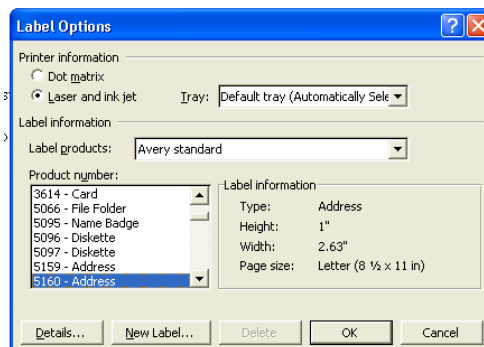 Label Options
Printer information
Dot matrix
Laser and ink jet Tray: Default tray (Automatically Sele
Label information
Label products: Avery standard
Product number:
3614 - Card
5066 - File Folder
5095 - Name Badge
5096 - Diskette
5097 - Diskette
5159 - Address
5160 - Address
Label information
Type: Address
Height: 1"
Width: 2.63"
Page size: Letter (8 ½ x 11 in)
Details... New Label... Delete OK Cancel